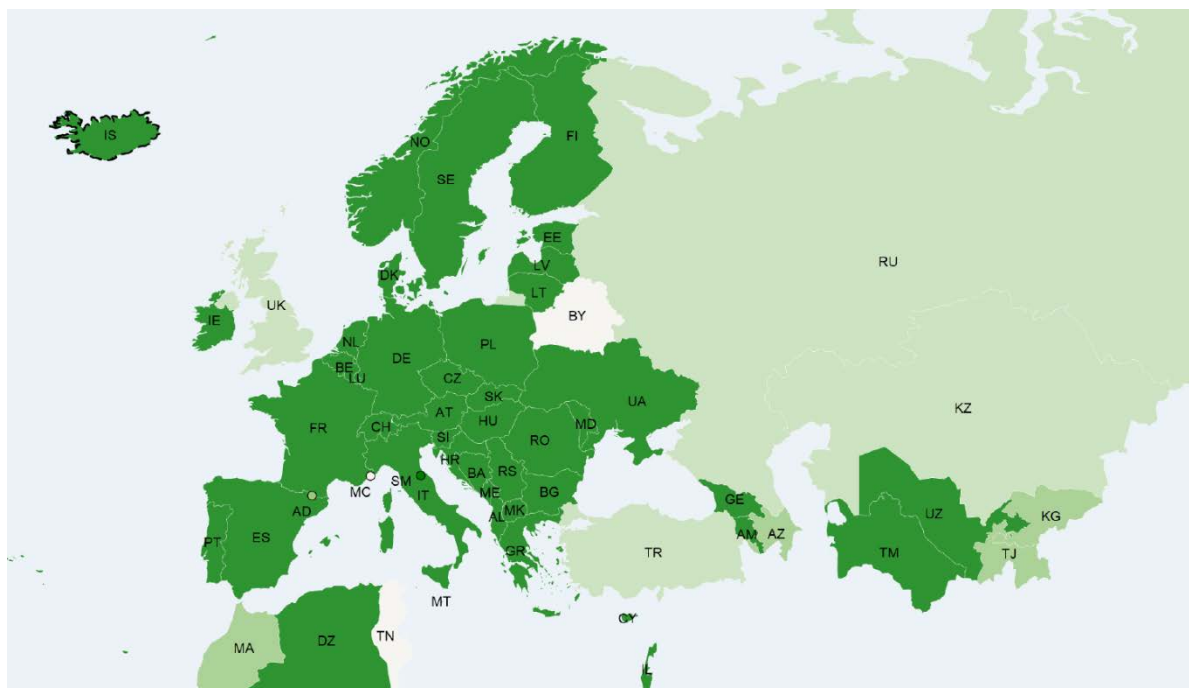 IS
NO
FI
SE
EE
RU
LV
DK
LT
UK
BY
IE
NL
PL
DE
BE
LU
CZ
SK
UA
AT
KZ
HU
FR
CH
MD
RO
SI
HR
BA
RS
SM
MC
IT
ME
BG
GE
AD
AL
MK
UZ
KG
AM
AZ
PT
ES
TR
TM
TJ
GR
MT
CY
DZ
TN
MA
IL